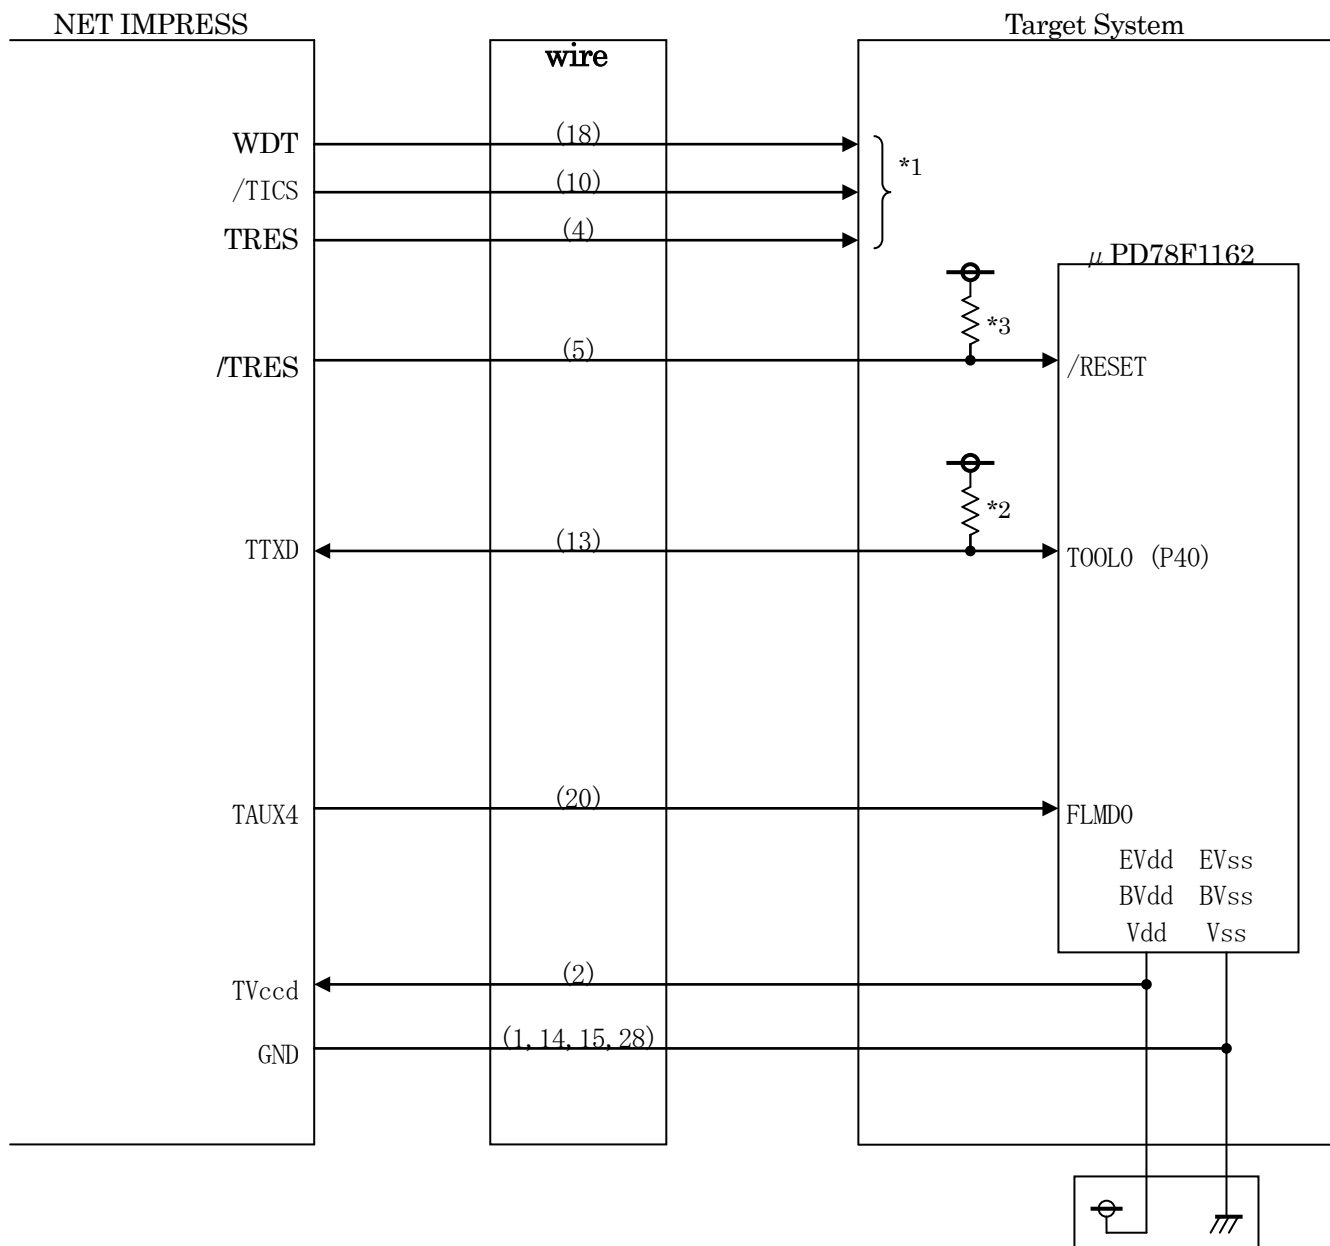 NET IMPRESS
Target System
wire
WDT
(18)
*1
/TICS
(10)
TRES
(4)
μPD78F1162
*3
/TRES
(5)
/RESET
*2
TTXD
(13)
TOOL0 (P40)
TAUX4
(20)
FLMD0
EVdd EVss
BVdd BVss
Vdd Vss
TVccd
(2)
GND
(1,14,15,28)